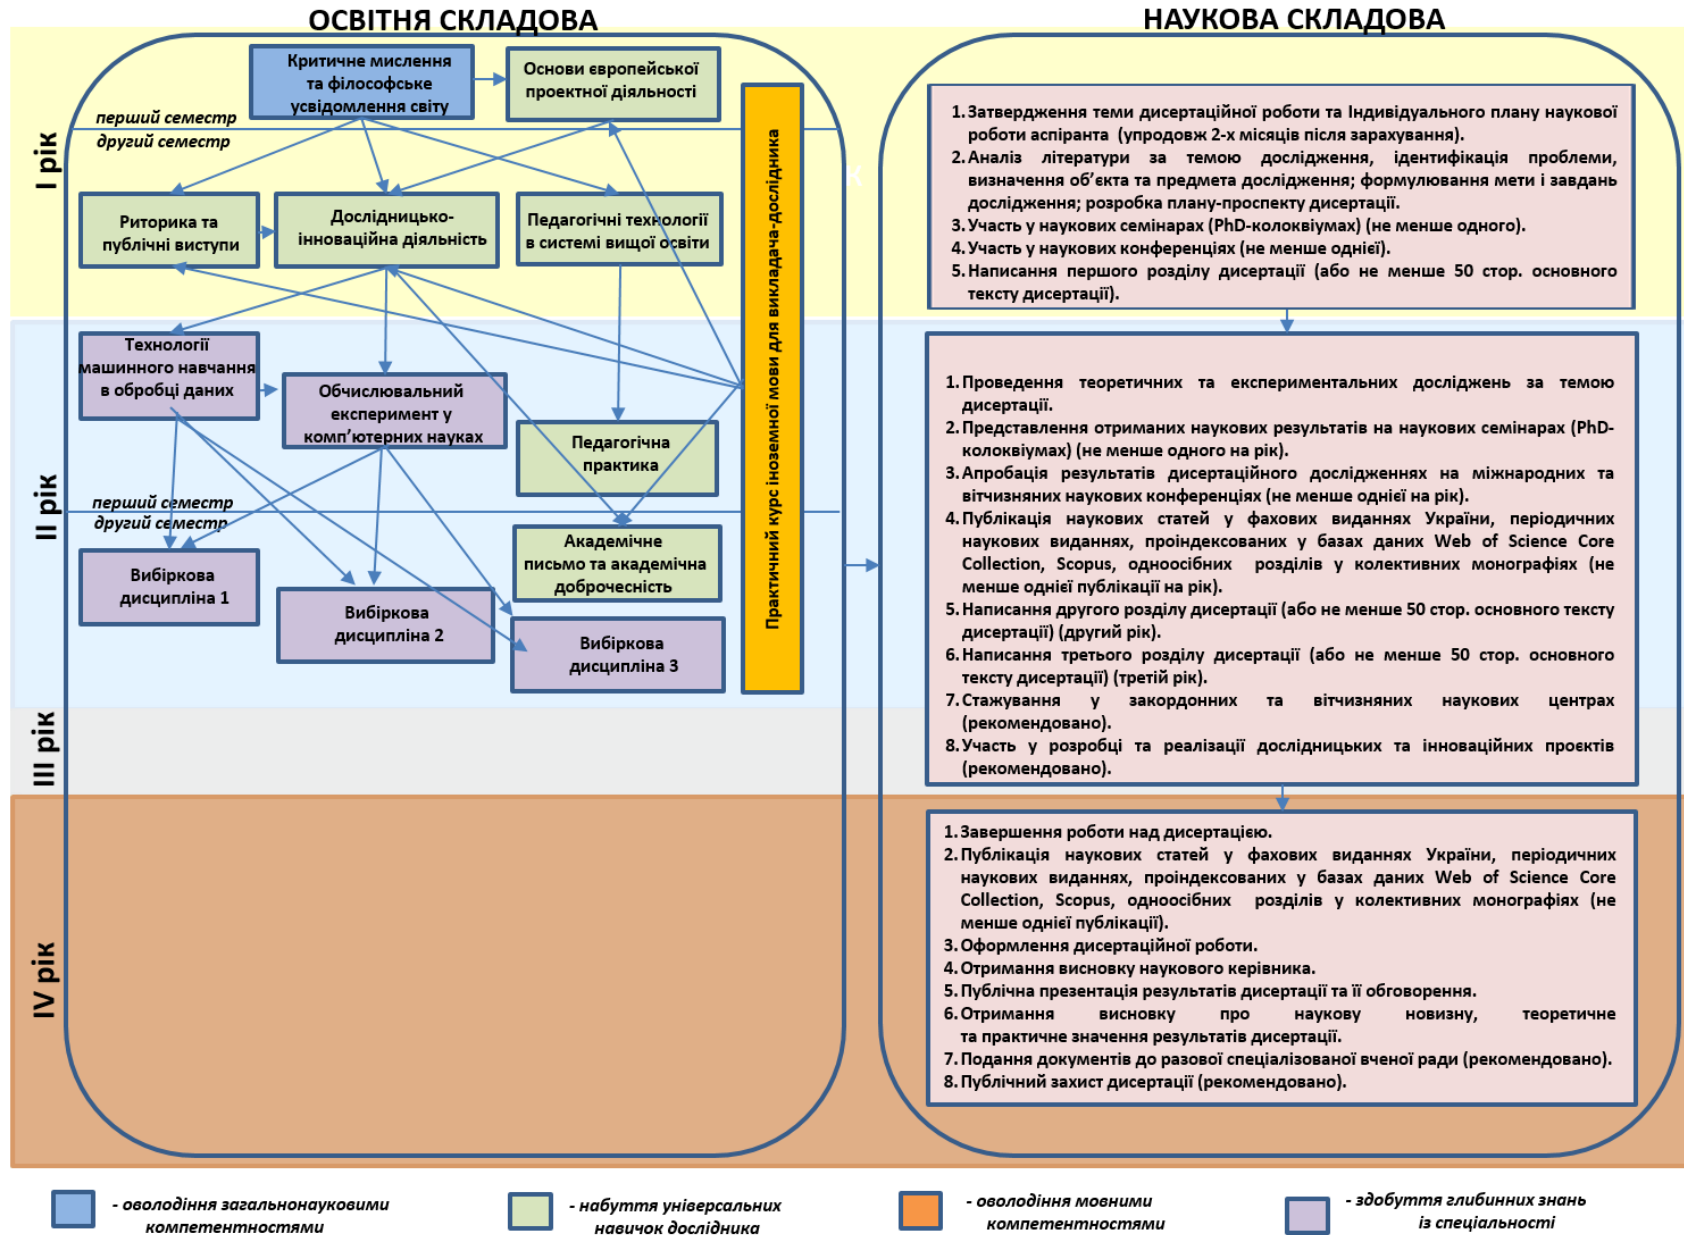 ОСВІТНЯ СКЛАДОВА
НАУКОВА СКЛАДОВА
I рік
перший семестр
другий семестр
Критичне мислення
та філософське
усвідомлення світу
Основи європейської
проектної діяльності
Риторика та
публічні виступи
Дослідницько-
інноваційна діяльність
Педагогічні технології
в системі вищої освіти
II рік
Технології
машинного навчання
в обробці даних
Обчислювальний
експеримент у
комп’ютерних науках
Педагогічна
практика
перший семестр
другий семестр
Вибіркова
дисципліна 1
Вибіркова
дисципліна 2
Академічне
письмо та академічна
доброчесність
Вибіркова
дисципліна 3
Практичний курс іноземної мови для викладача-дослідника
к
III рік
IV рік
1. Затвердження теми дисертаційної роботи та Індивідуального плану наукової
роботи аспіранта (упродовж 2-х місяців після зарахування).
2. Аналіз літератури за темою дослідження, ідентифікація проблеми,
визначення об’єкта та предмета дослідження; формулювання мети і завдань
дослідження; розробка плану-проспекту дисертації.
3. Участь у наукових семінарах (PhD-колоквіумах) (не менше одного).
4. Участь у наукових конференціях (не менше однієї).
5. Написання першого розділу дисертації (або не менше 50 стор. основного
тексту дисертації).
1. Проведення теоретичних та експериментальних досліджень за темою
дисертації.
2. Представлення отриманих наукових результатів на наукових семінарах (PhD-
колоквіумах) (не менше одного на рік).
3. Апробація результатів дисертаційного дослідженнях на міжнародних та
вітчизняних наукових конференціях (не менше однієї на рік).
4. Публікація наукових статей у фахових виданнях України, періодичних
наукових виданнях, проіндексованих у базах даних Web of Science Core
Collection, Scopus, одноосібних розділів у колективних монографіях (не
менше однієї публікації на рік).
5. Написання другого розділу дисертації (або не менше 50 стор. основного тексту
дисертації) (другий рік).
6. Написання третього розділу дисертації (або не менше 50 стор. основного
тексту дисертації) (третій рік).
7. Стажування у закордонних та вітчизняних наукових центрах
(рекомендовано).
8. Участь у розробці та реалізації дослідницьких та інноваційних проєктів
(рекомендовано).
1. Завершення роботи над дисертацією.
2. Публікація наукових статей у фахових виданнях України, періодичних
наукових виданнях, проіндексованих у базах даних Web of Science Core
Collection, Scopus, одноосібних розділів у колективних монографіях (не
менше однієї публікації).
3. Оформлення дисертаційної роботи.
4. Отримання висновку наукового керівника.
5. Публічна презентація результатів дисертації та її обговорення.
6. Отримання висновку про наукову новизну, теоретичне
та практичне значення результатів дисертації.
7. Подання документів до разової спеціалізованої вченої ради (рекомендовано).
8. Публічний захист дисертації (рекомендовано).
- оволодіння загальнонауковими
компетентностями
- набуття універсальних
навичок дослідника
- оволодіння мовними
компетентностями
- здобуття глибинних знань
із спеціальності